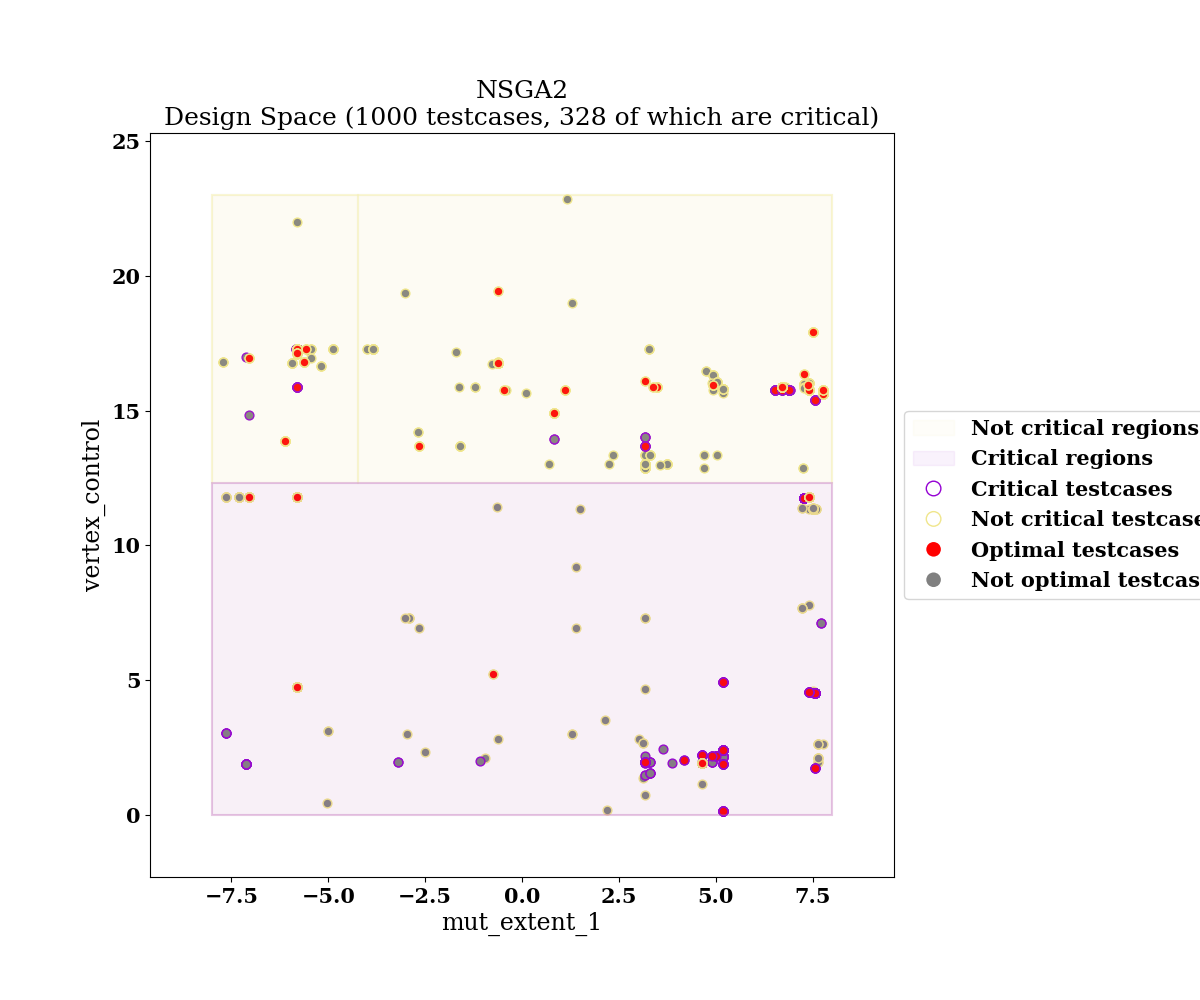 NSGA2
Design Space (1000 testcases, 328 of which are critical)
25
20
15
10
5
0
vertex_control
−7.5
−5.0
−2.5
0.0
2.5
5.0
7.5
mut_extent_1
Not critical regions
Critical regions
Critical testcases
Not critical testcase
Optimal testcases
Not optimal testcas